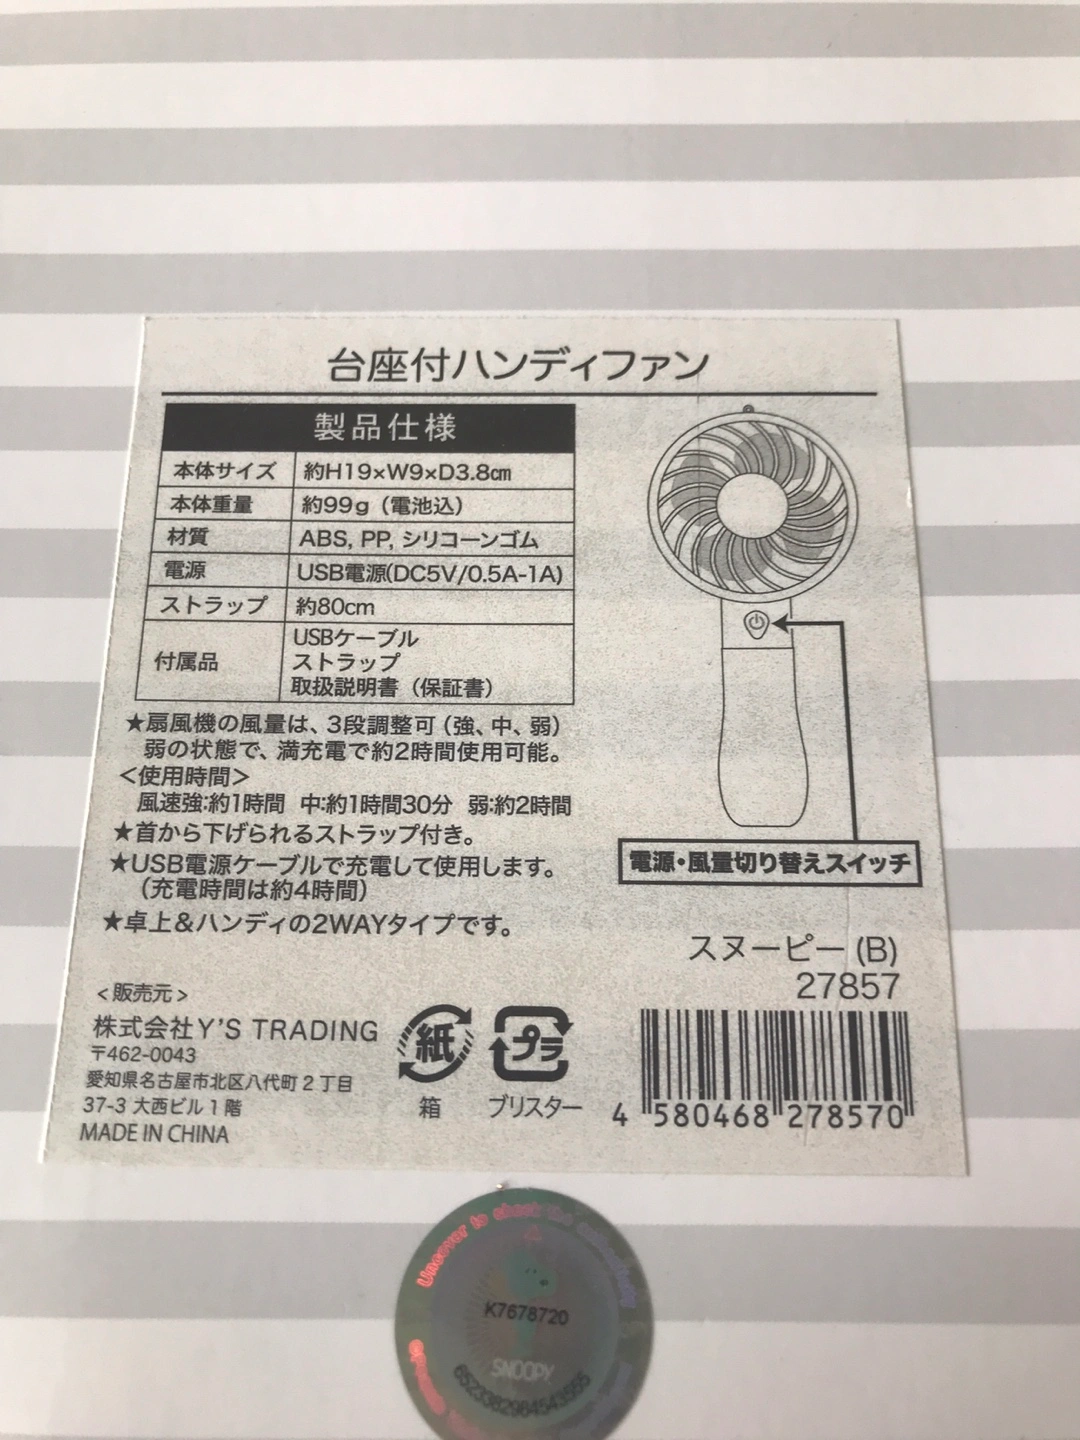 台座付ハンディファン
製品仕様
本体サイズ 約H19×W9×D3.8㎝
本体重量 約99g（電池込）
材質 ABS, PP, シリコーンゴム
電源 USB電源(DC5V/0.5A-1A)
ストラップ 約80cm
付属品 USBケーブル
ストラップ
取扱説明書（保証書）
★扇風機の風量は、3段調整可（強、中、弱）
弱の状態で、満充電で約2時間使用可能。
＜使用時間＞
風速強:約1時間 中:約1時間30分 弱:約2時間
★首から下げられるストラップ付き。
★USB電源ケーブルで充電して使用します。
（充電時間は約4時間）
★卓上＆ハンディの2WAYタイプです。
電源・風量切り替えスイッチ
スヌーピー(B)
27857
＜販売元＞
株式会社Y'S TRADING
〒462-0043
愛知県名古屋市北区八代町2丁目
37-3 大西ビル1階
MADE IN CHINA
紙
箱
プラ
ブリスター
4 580468 278570
Uncover to check the authenticity
K7678720
SNOOPY